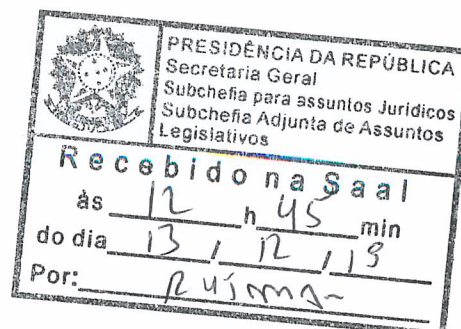 PRESIDÊNCIA DA REPÚBLICA
Secretaria Geral
Subchefia para assuntos Jurídicos
Subchefia Adjunta de Assuntos
Legislativos
Recebido na Saal
às 12 h 45 min
do dia 13 / 12 / 19
Por: